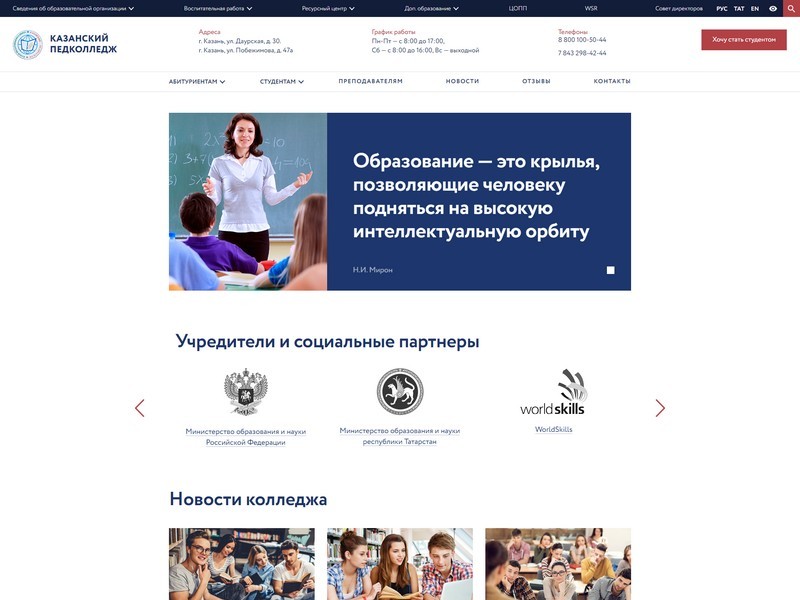 Сведения об образовательной организации
Воспитательная работа
Ресурсный центр
Доп. образование
ЦОПП
WSR
Совет директоров
РУС ТАТ EN
КАЗАНСКИЙ
ПЕДКОЛЛЕДЖ
Адреса
г. Казань, ул. Даурская, д. 30.
г. Казань, ул. Побежимова, д. 47а
График работы
Пн-Пт — с 8:00 до 17:00,
Сб — с 8:00 до 16:00, Вс — выходной
Телефоны
8 800 100-50-44
7 843 298-42-44
Хочу стать студентом
АБИТУРИЕНТАМ
СТУДЕНТАМ
ПРЕПОДАВАТЕЛЯМ
НОВОСТИ
ОТЗЫВЫ
КОНТАКТЫ
Образование — это крылья,
позволяющие человеку
подняться на высокую
интеллектуальную орбиту
Н.И. Мирон
Учредители и социальные партнеры
Министерство образования и науки
Российской Федерации
Министерство образования и науки
республики Татарстан
worldskills
WorldSkills
Новости колледжа